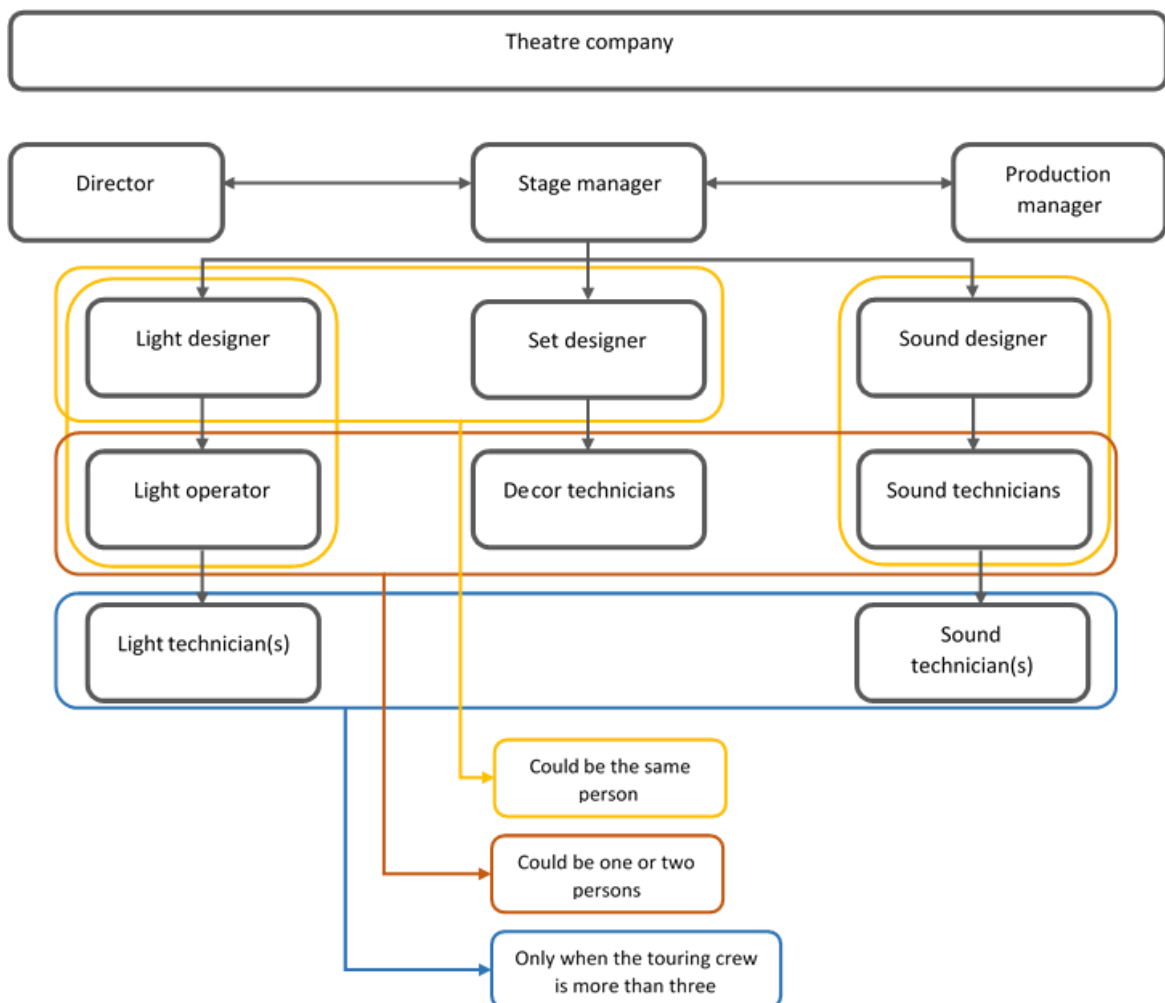 Theatre company
Director
Stage manager
Production
manager
Light designer
Set designer
Sound designer
Light operator
Decor technicians
Sound technicians
Light technician(s)
Sound
technician(s)
Could be the same
person
Could be one or two
persons
Only when the touring crew
is more than three